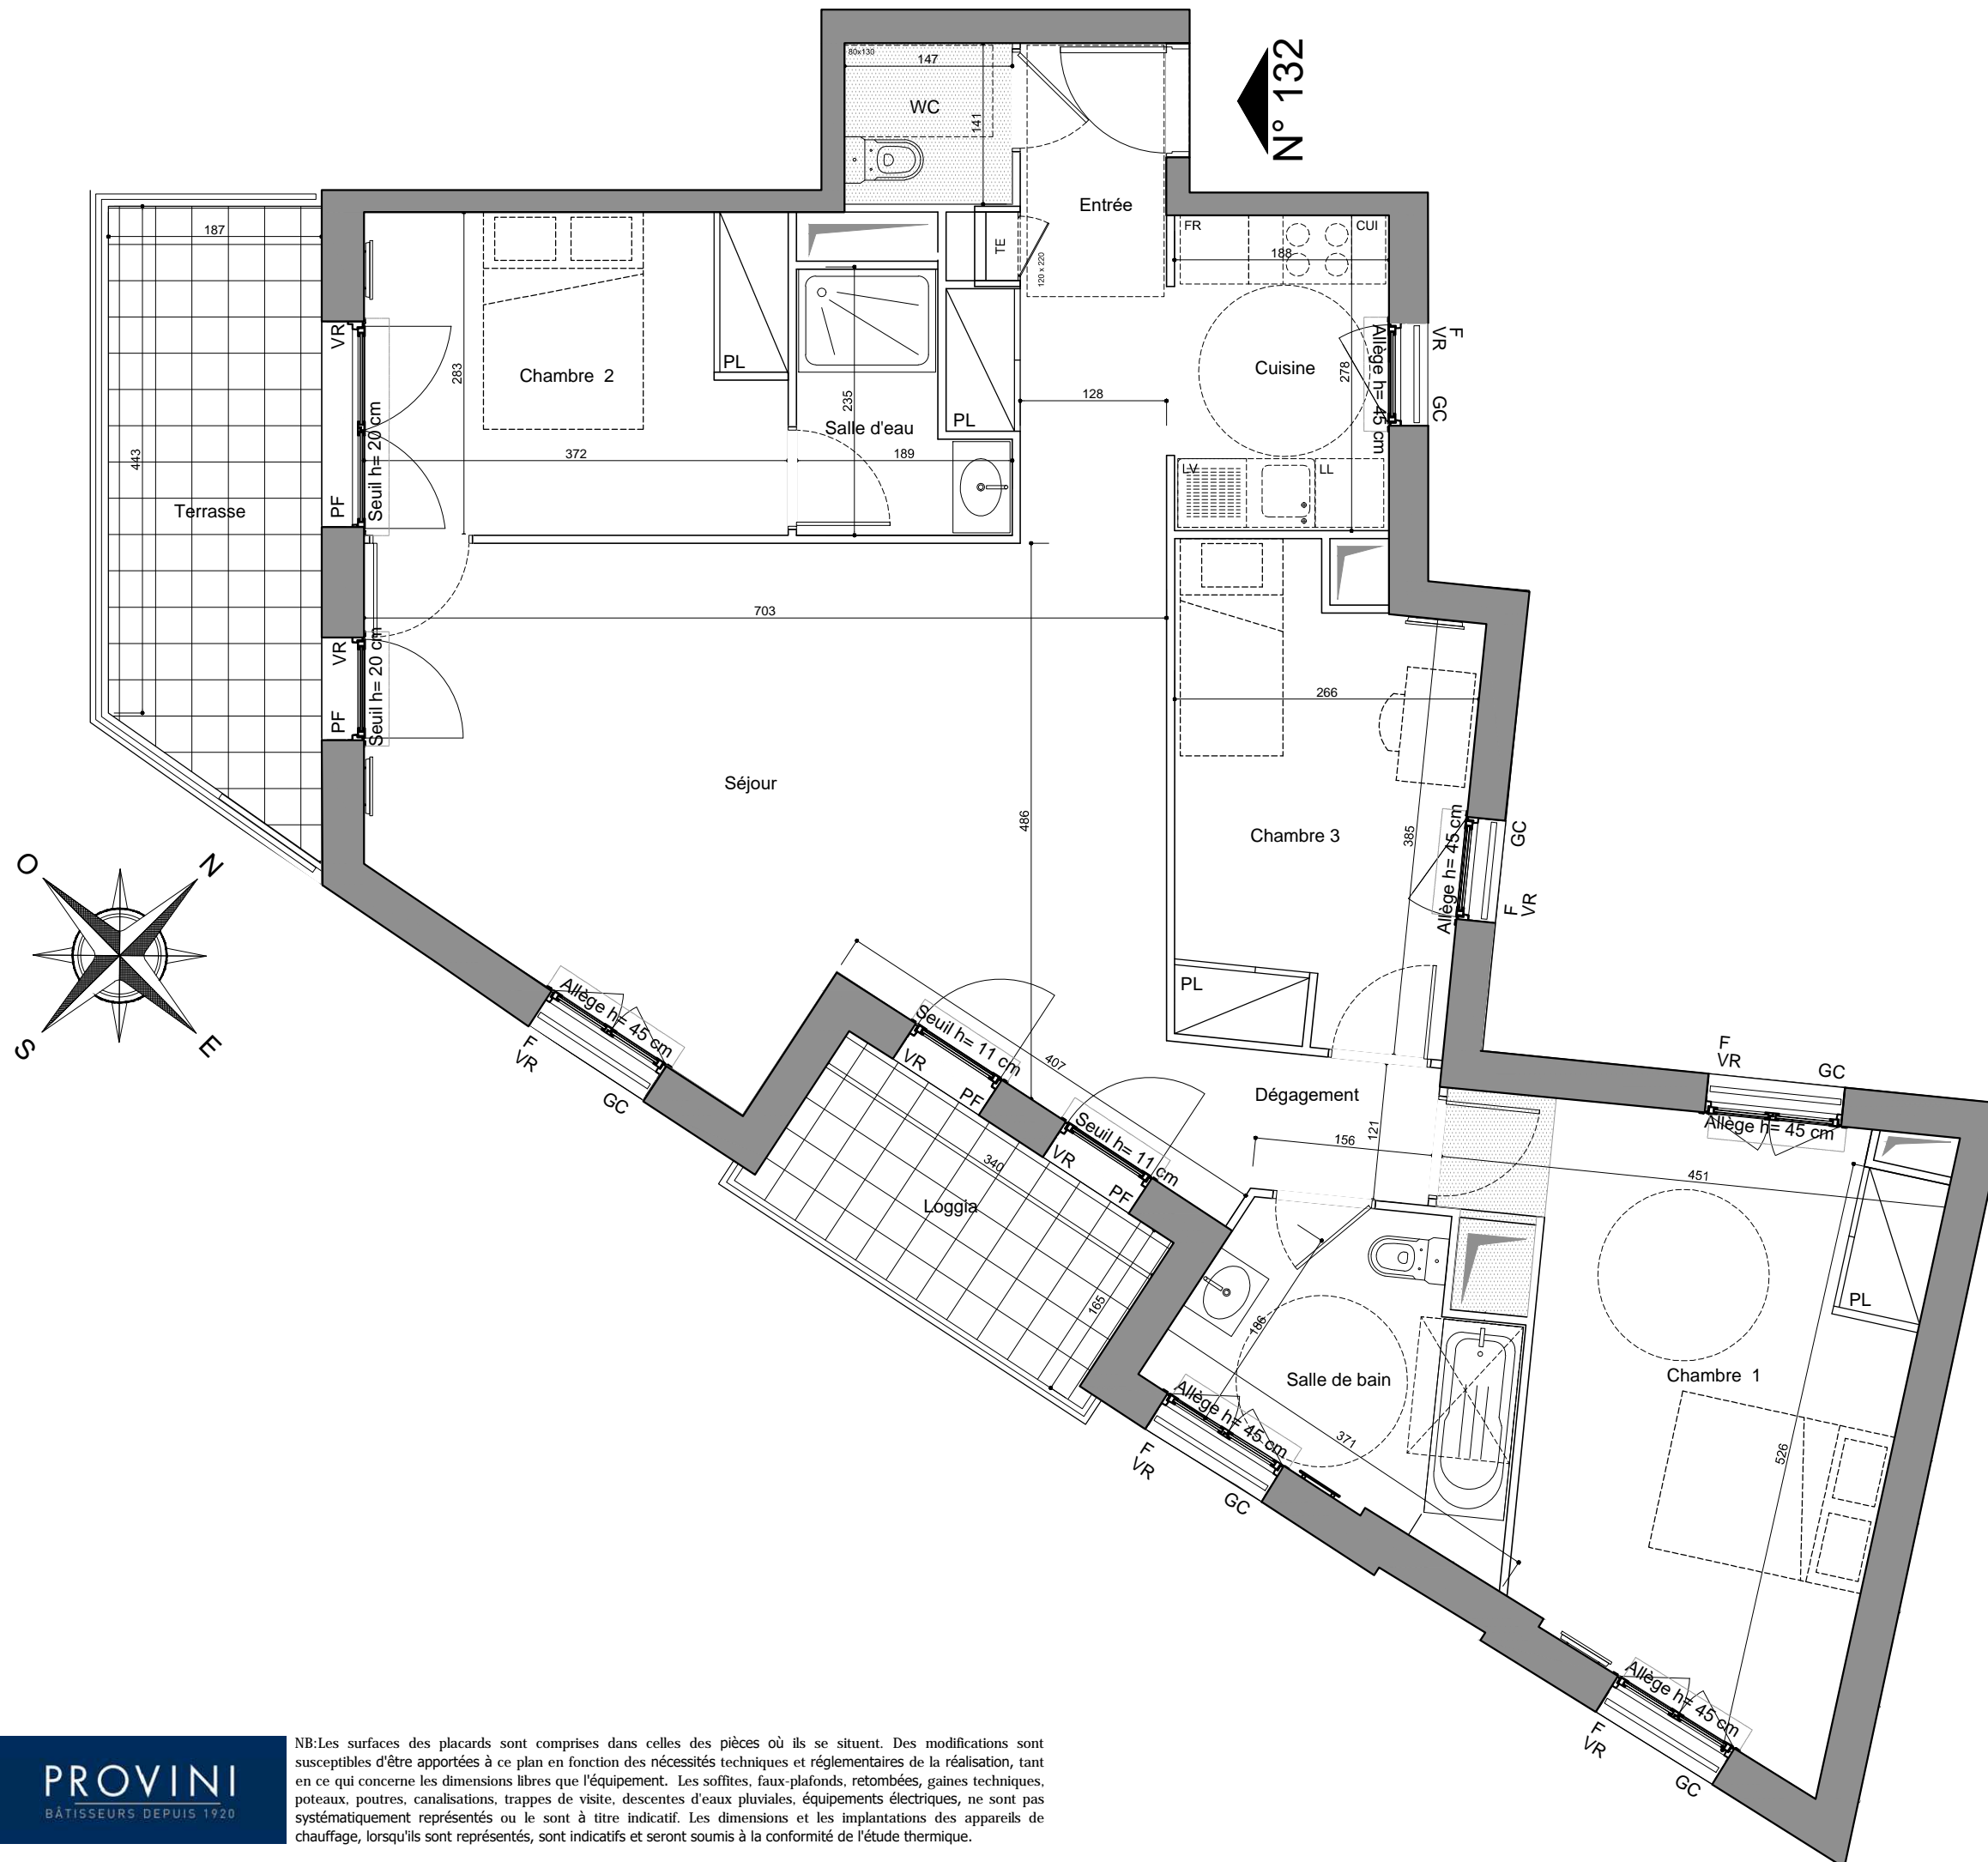 N° 132
80x130
147
WC
141
Entrée
TE
120 x 220
FR
CUI
188
Cuisine
278
Allège h= 45 cm
F
VR
GC
LV
LL
187
443
Terrasse
VR
PF
Seuil h= 20 cm
283
Chambre 2
372
PL
235
Salle d'eau
189
PL
128
703
VR
PF
Seuil h= 20 cm
Séjour
486
266
Chambre 3
385
Allège h= 45 cm
GC
F
VR
PL
O
N
S
E
Allège h= 45 cm
F
VR
GC
Seuil h= 11 cm
VR
PF
407
Seuil h= 11 cm
VR
PF
340
Loggia
165
Dégagement
156
121
F
VR
GC
Allège h= 45 cm
451
PL
Chambre 1
526
186
Salle de bain
371
Allège h= 45 cm
F
VR
GC
Allège h= 45 cm
F
VR
GC
PROVINI
BÂTISSEURS DEPUIS 1920
NB:Les surfaces des placards sont comprises dans celles des pièces où ils se situent. Des modifications sont
susceptibles d'être apportées à ce plan en fonction des nécessités techniques et réglementaires de la réalisation, tant
en ce qui concerne les dimensions libres que l'équipement. Les soffites, faux-plafonds, retombées, gaines techniques,
poteaux, poutres, canalisations, trappes de visite, descentes d'eaux pluviales, équipements électriques, ne sont pas
systématiquement représentés ou le sont à titre indicatif. Les dimensions et les implantations des appareils de
chauffage, lorsqu'ils sont représentés, sont indicatifs et seront soumis à la conformité de l'étude thermique.